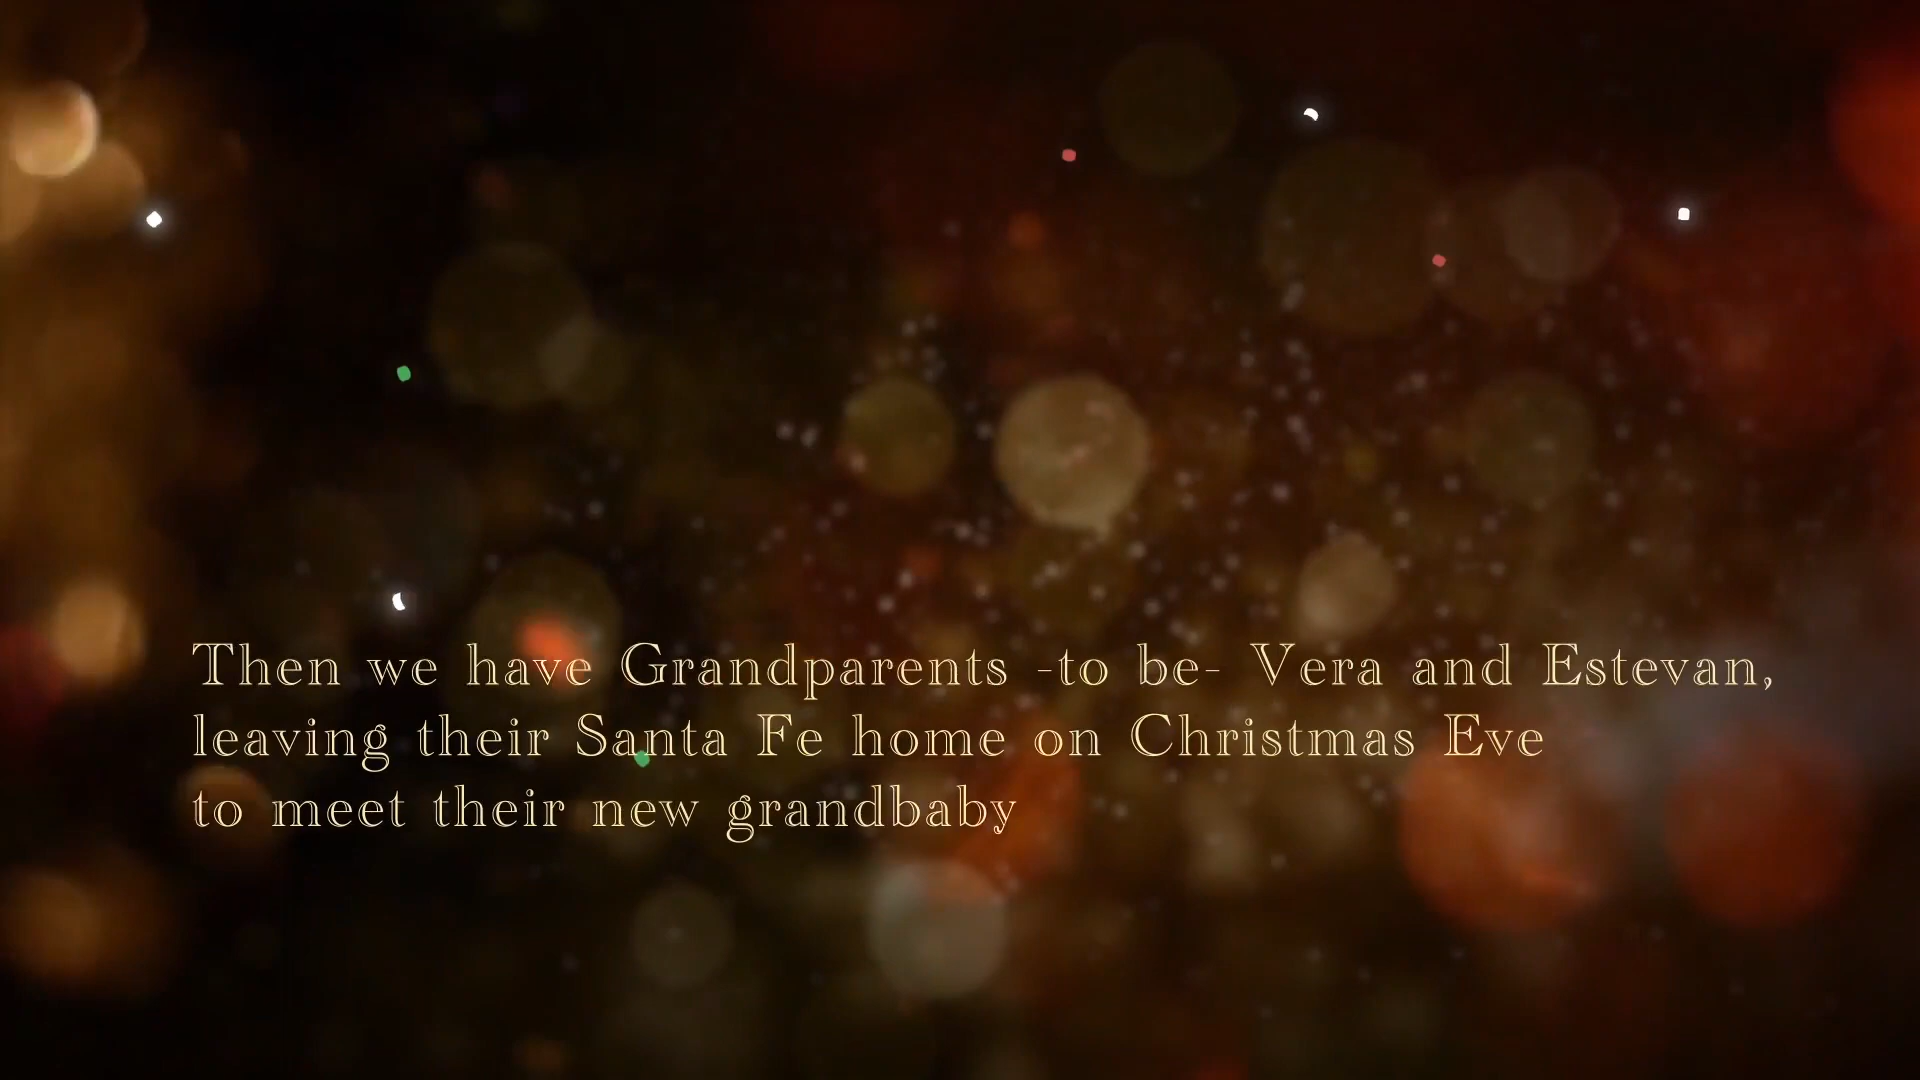 Then we have Grandparents -to be- Vera and Estevan,
leaving their Santa Fe home on Christmas Eve
to meet their new grandbaby